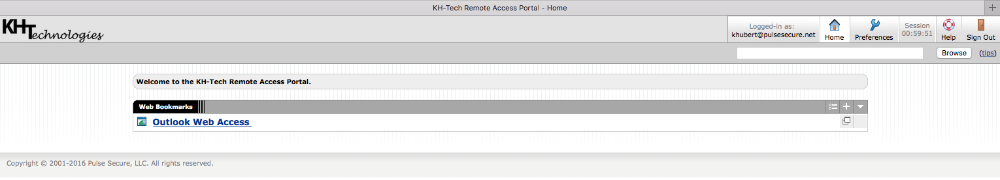 KH-Tech Remote Access Portal - Home
KHTechnologies
Logged-in as:
khubert@pulsesecure.net
Home
Preferences
Session
00:59:51
Help
Sign Out
Browse
(tips)
Welcome to the KH-Tech Remote Access Portal.
Web Bookmarks
Outlook Web Access
Copyright © 2001-2016 Pulse Secure, LLC. All rights reserved.